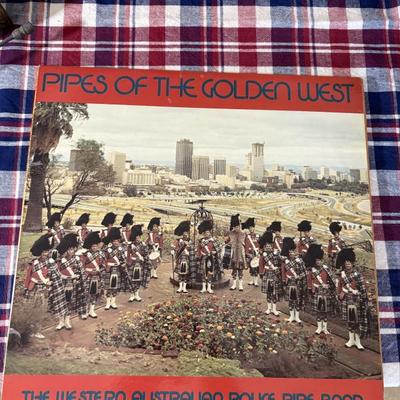 PIPES OF THE GOLDEN WEST
THE WESTERN AUSTRALIAN POLICE PIPE BAND